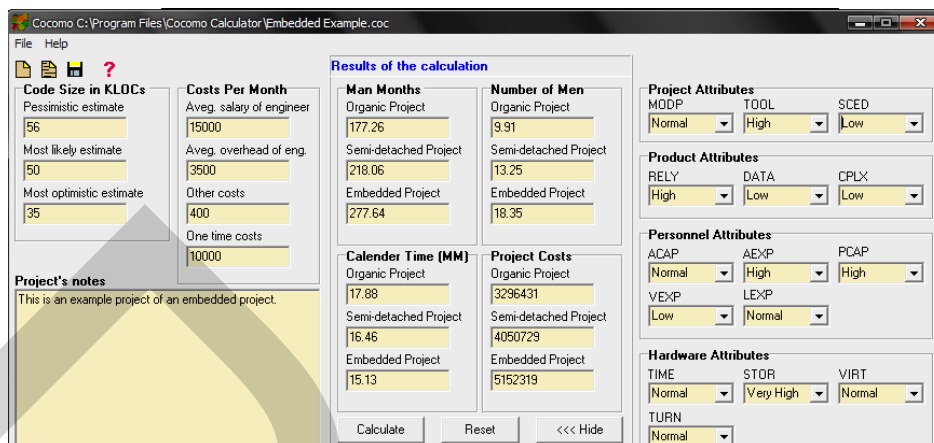 Cocomo C:\Program Files\Cocomo Calculator\Embedded Example.coc
File Help
?
Code Size in KLOCs
Pessimistic estimate
56
Most likely estimate
50
Most optimistic estimate
35
Costs Per Month
Aveg. salary of engineer
15000
Aveg. overhead of eng.
3500
Other costs
400
One time costs
10000
Project's notes
This is an example project of an embedded project.
Results of the calculation
Man Months
Organic Project
177.26
Semi-detached Project
218.06
Embedded Project
277.64
Number of Men
Organic Project
9.91
Semi-detached Project
13.25
Embedded Project
18.35
Calender Time (MM)
Organic Project
17.88
Semi-detached Project
16.46
Embedded Project
15.13
Project Costs
Organic Project
3296431
Semi-detached Project
4050729
Embedded Project
5152319
Calculate Reset <<< Hide
Project Attributes
MODP TOOL SCED
Normal High Low
Product Attributes
RELY DATA CPLX
High Low Low
Personnel Attributes
ACAP AEXP PCAP
Normal High High
VEXP LEXP
Low Normal
Hardware Attributes
TIME STOR VIRT
Normal Very High Normal
TURN
Normal